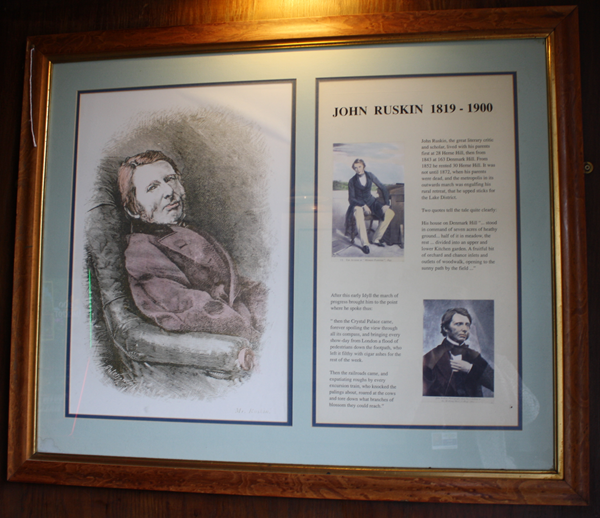 JOHN RUSKIN 1819 - 1900
John Ruskin, the great literary critic
and scholar, lived with his parents
first at 28 Herne Hill, then from
1843 at 163 Denmark Hill. From
1852 he rented 30 Herne Hill. It was
not until 1872, when his parents
were dead, and the metropolis in its
outwards march was engulfing his
rural retreat, that he upped sticks for
the Lake District.
Two quotes tell the tale quite clearly:
His house on Denmark Hill "... stood
in command of seven acres of healthy
ground... half of it in meadow, the
rest ... divided into an upper and
lower Kitchen garden. A fruitful bit
of orchard and chance inlets and
outlets of woodwalk, opening to the
sunny path by the field ..."
After this early Idyll the march of
progress brought him to the point
where he spoke thus:
" then the Crystal Palace came,
forever spoiling the view through
all its compass, and bringing every
show day from London a flood of
pedestrians down the footpath, who
left it filthy with cigar ashes for the
rest of the week.
Then the railroads came, and
expatiating roughs by every
excursion train, who knocked the
palings about, roared at the cows
and tore down what branches of
blossom they could reach."